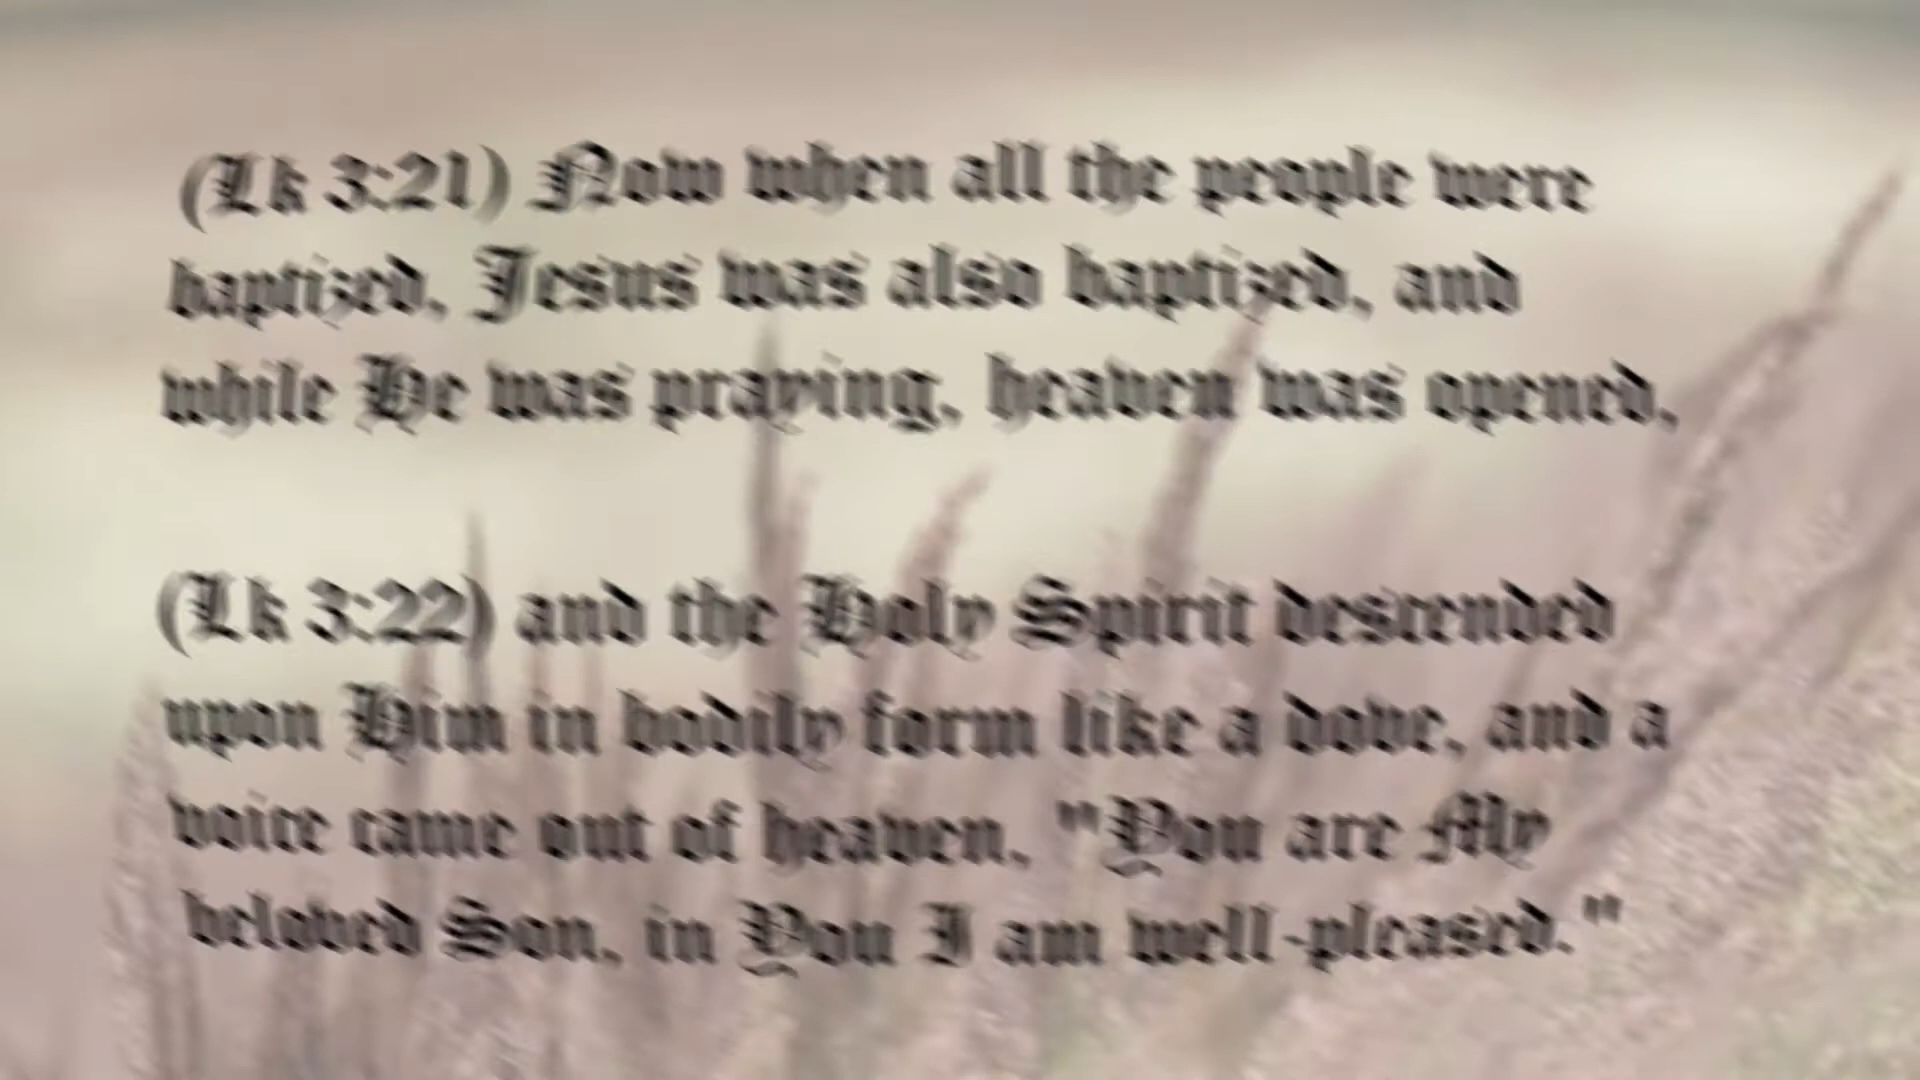 (Lk 3:21) Now when all the people were
baptized, Jesus was also baptized, and
while He was praying, heaven was opened,
(Lk 3:22) and the Holy Spirit descended
upon Him in bodily form like a dove, and a
voice came out of heaven, "You are My
beloved Son, in You I am well-pleased."